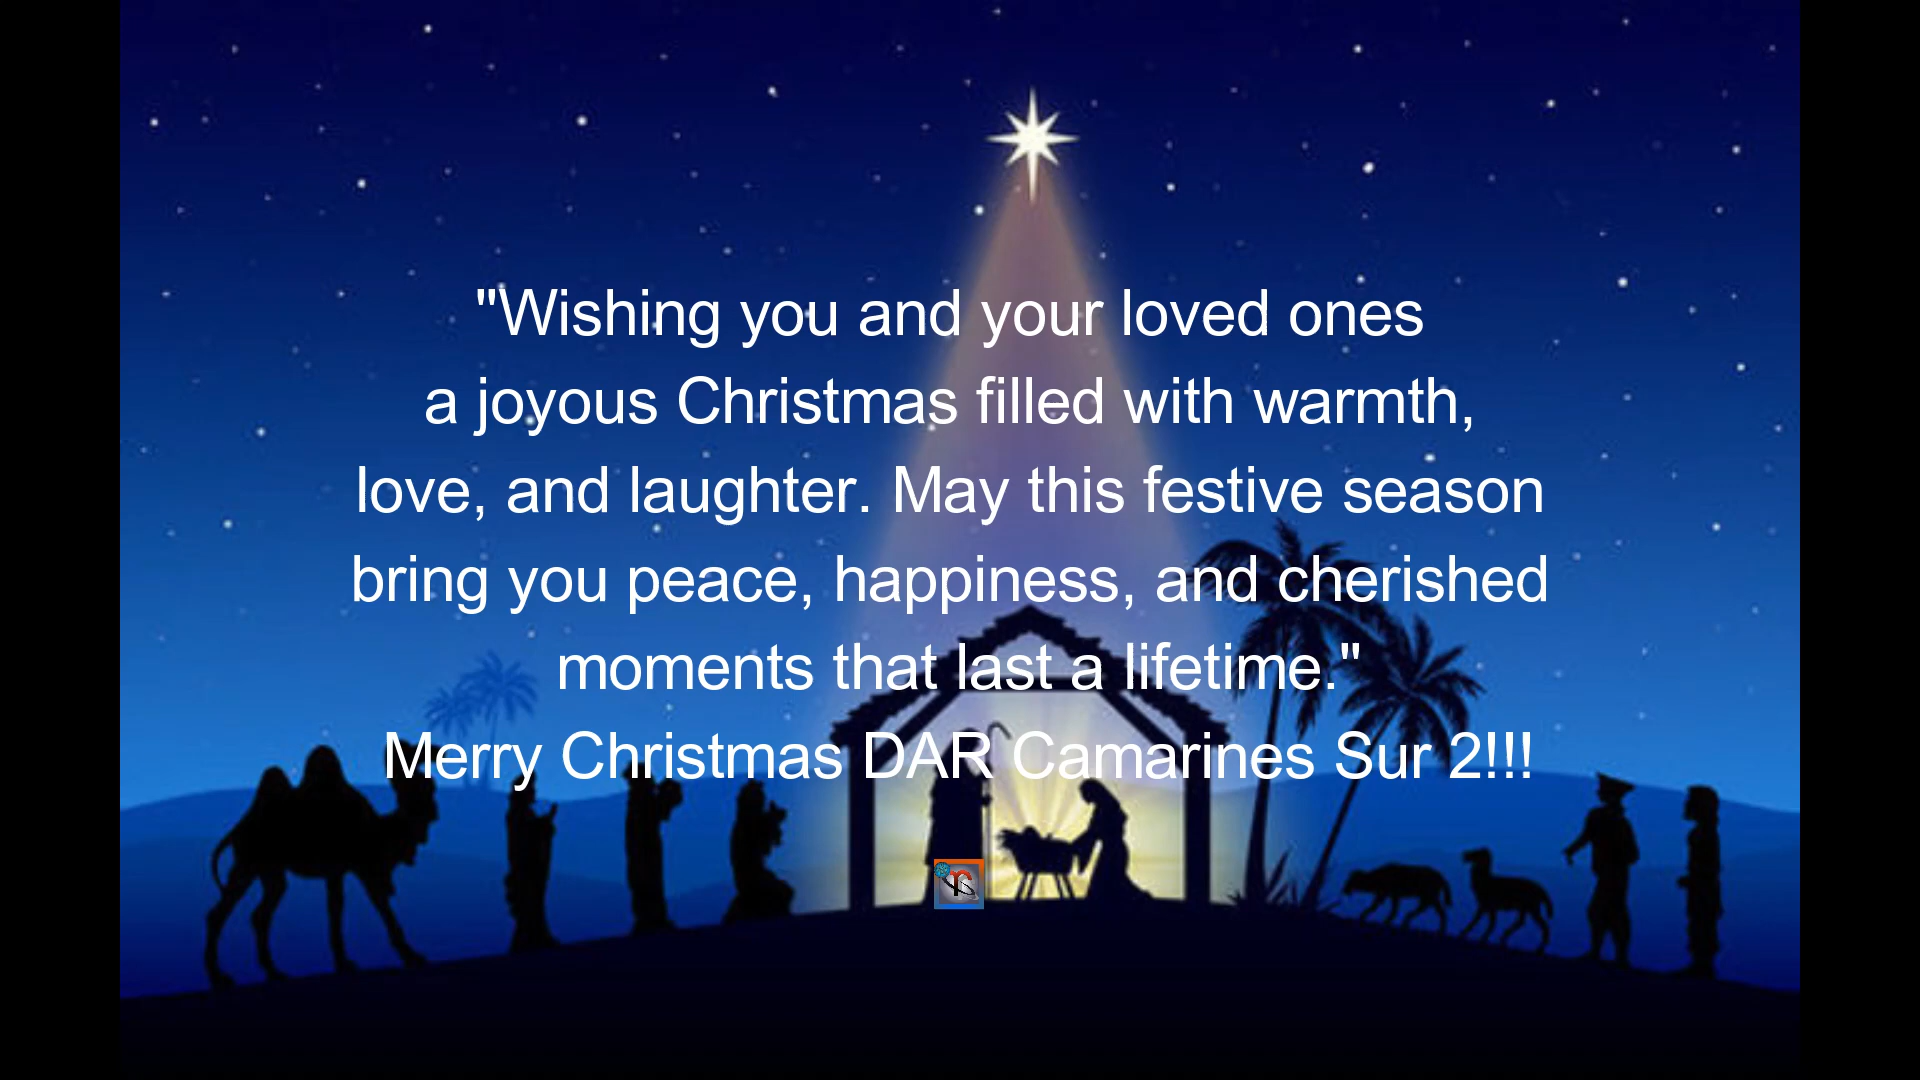 "Wishing you and your loved ones
a joyous Christmas filled with warmth,
love, and laughter. May this festive season
bring you peace, happiness, and cherished
moments that last a lifetime."
Merry Christmas DAR Camarines Sur 2!!!
r